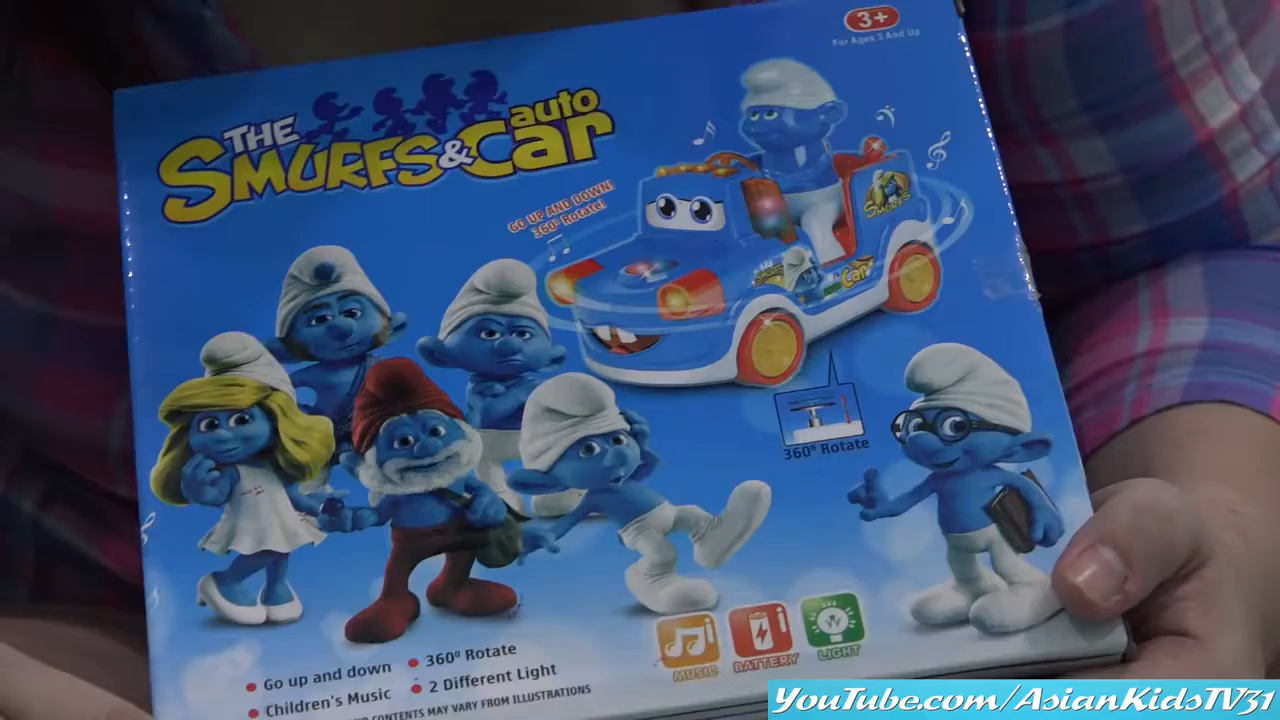 3+
For Ages 3 And Up
THE
SMURFS & auto Car
GO UP AND DOWN!
360° Rotate!
SMURFS
Car
360° Rotate
MUSIC
BATTERY
LIGHT
Go up and down
360° Rotate
Children's Music
2 Different Light
CONTENTS MAY VARY FROM ILLUSTRATIONS
YouTube.com/AsianKidsTV31